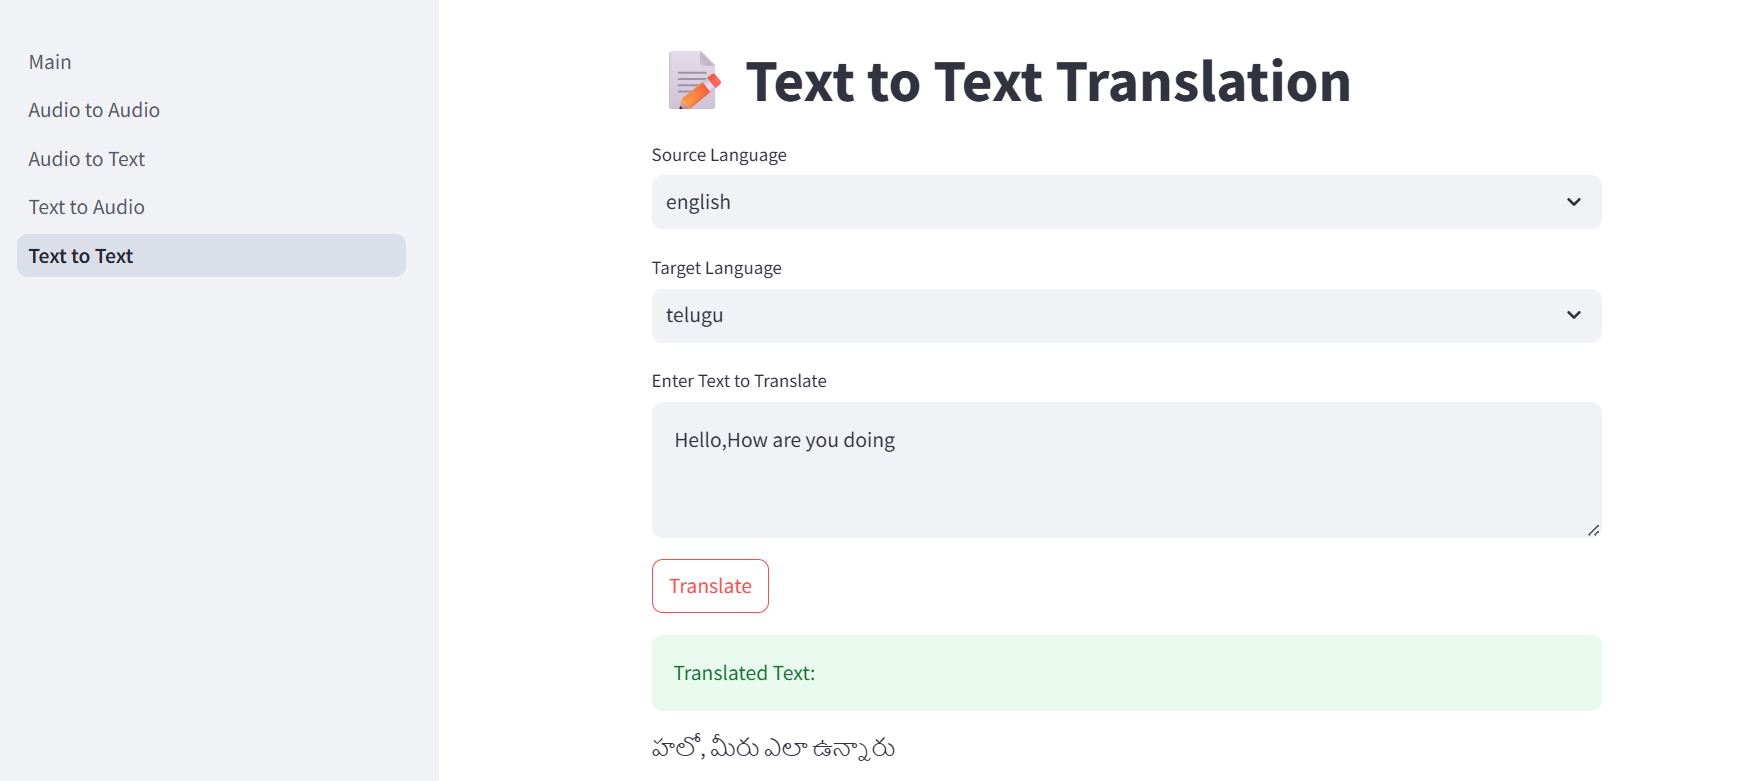 Main
Audio to Audio
Audio to Text
Text to Audio
Text to Text
Text to Text Translation
Source Language
english
Target Language
telugu
Enter Text to Translate
Hello,How are you doing
Translate
Translated Text:
హలో, మీరు ఎలా ఉన్నారు